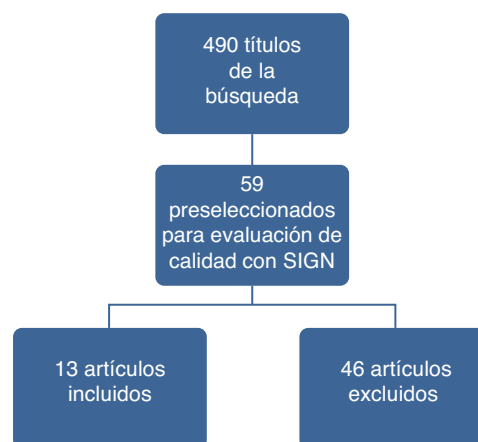 490 títulos
de la
búsqueda
59
preseleccionados
para evaluación de
calidad con SIGN
13 artículos
incluidos
46 artículos
excluidos